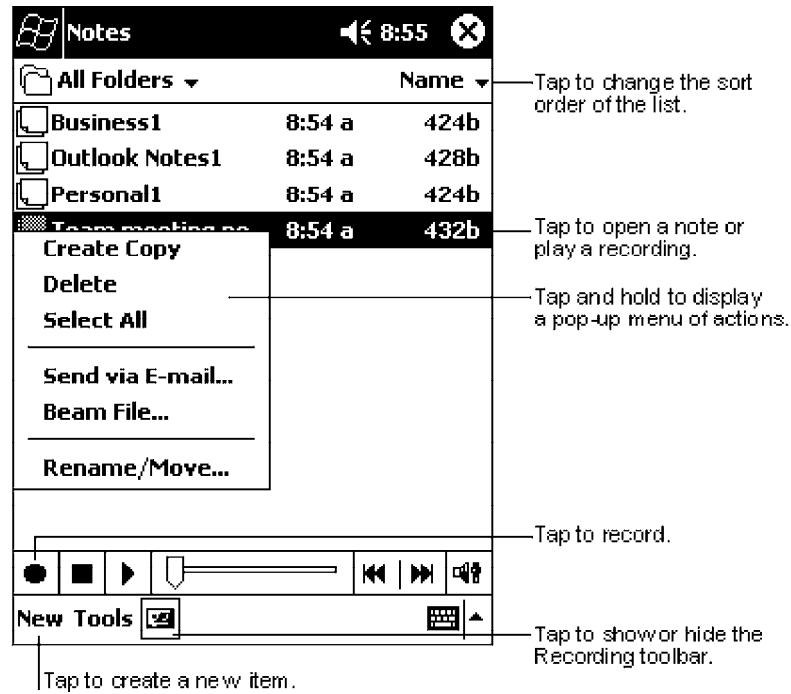 Notes 8:55
All Folders Name
Tap to change the sort
order of the list.
Business1 8:54 a 424b
Outlook Notes1 8:54 a 428b
Personal1 8:54 a 424b
Team meeting no... 8:54 a 432b
Tap to open a note or
play a recording.
Create Copy
Delete
Select All
Tap and hold to display
a pop-up menu of actions.
Send via E-mail...
Beam File...
Rename/Move...
Tap to record.
New Tools
Tap to show or hide the
Recording toolbar.
Tap to create a new item.